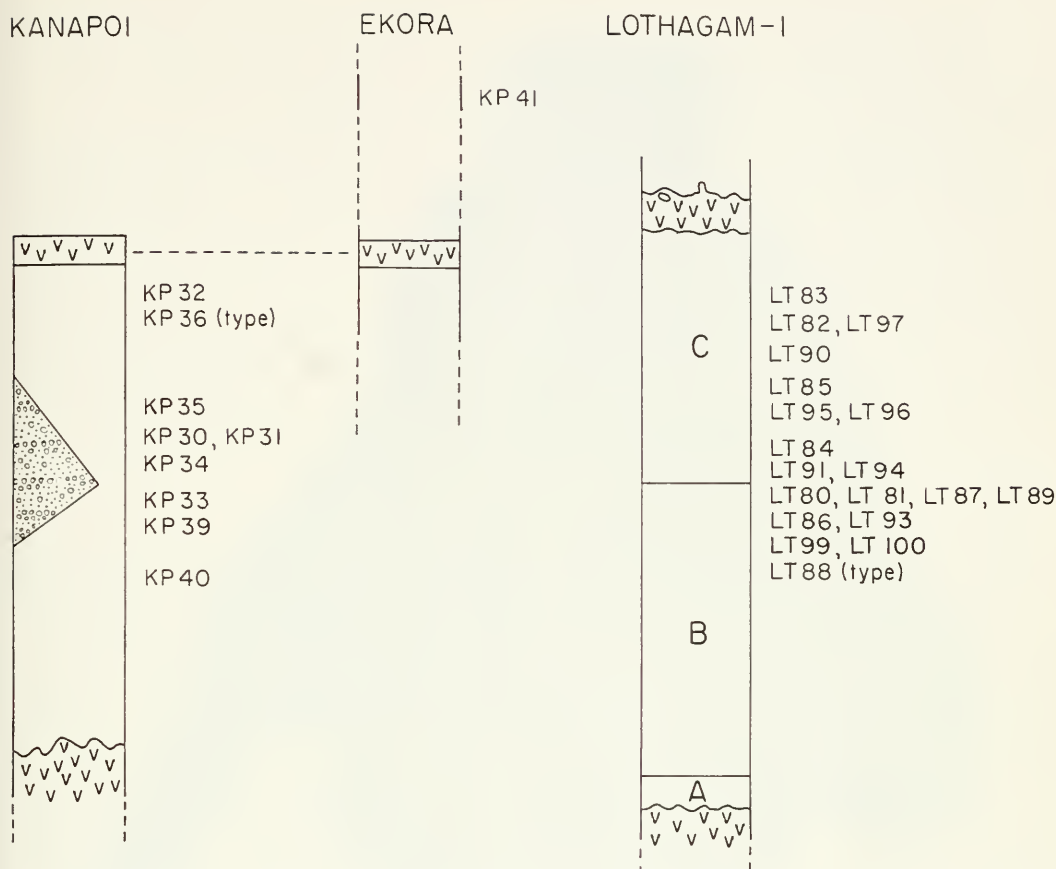 KANAPOI
EKORA
LOTHAGAM-1
KP 41
KP 32
KP 36 (type)
KP 35
KP 30, KP 31
KP 34
KP 33
KP 39
KP 40
LT 83
LT 82, LT 97
LT 90
LT 85
LT 95, LT 96
LT 84
LT 91, LT 94
LT 80, LT 81, LT 87, LT 89
LT 86, LT 93
LT 99, LT 100
LT 88 (type)
C
B
A